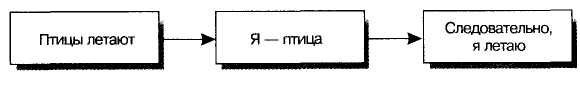 Птицы летают
Я — птица
Следовательно,
я летаю